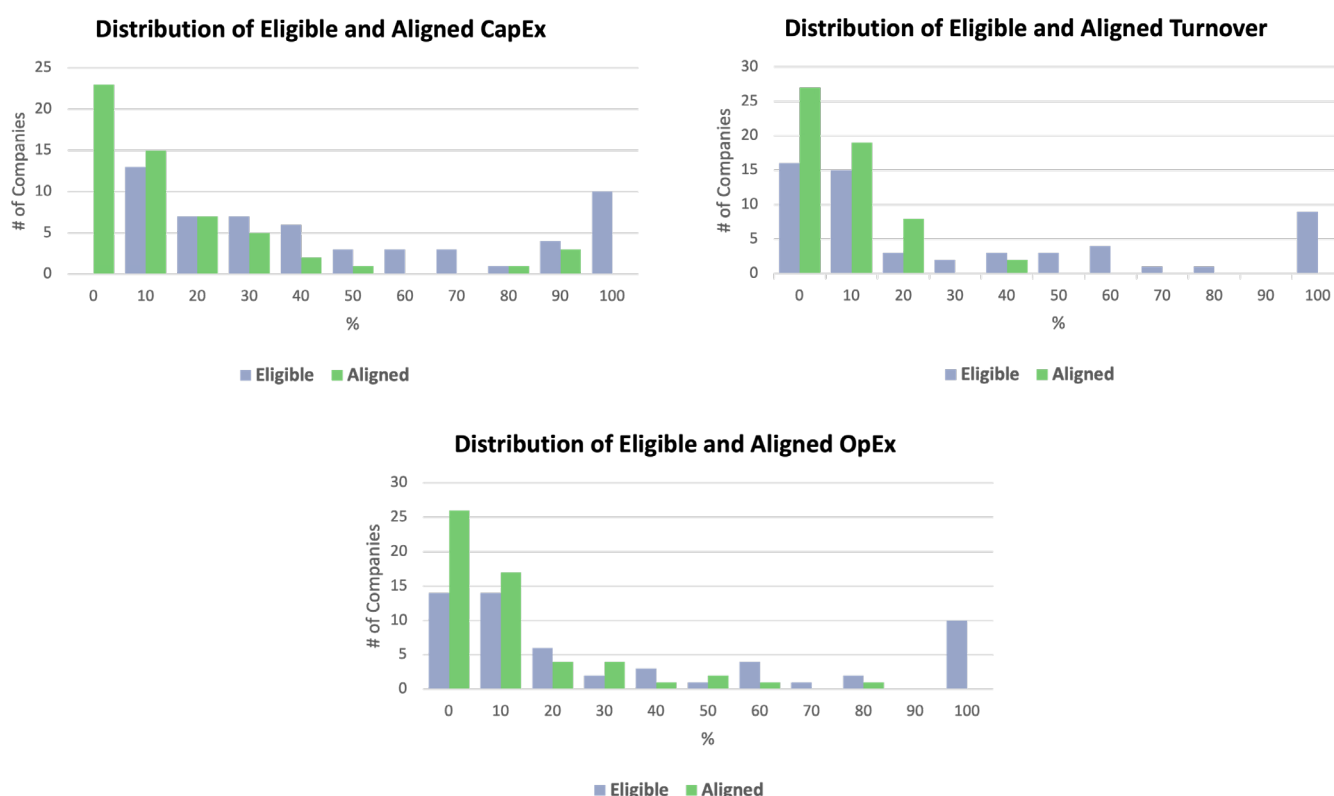 Distribution of Eligible and Aligned CapEx
# of Companies
25
20
15
10
5
0
0 10 20 30 40 50 60 70 80 90 100
%
Eligible Aligned
Distribution of Eligible and Aligned Turnover
# of Companies
30
25
20
15
10
5
0
0 10 20 30 40 50 60 70 80 90 100
%
Eligible Aligned
Distribution of Eligible and Aligned OpEx
# of Companies
30
25
20
15
10
5
0
0 10 20 30 40 50 60 70 80 90 100
%
Eligible Aligned